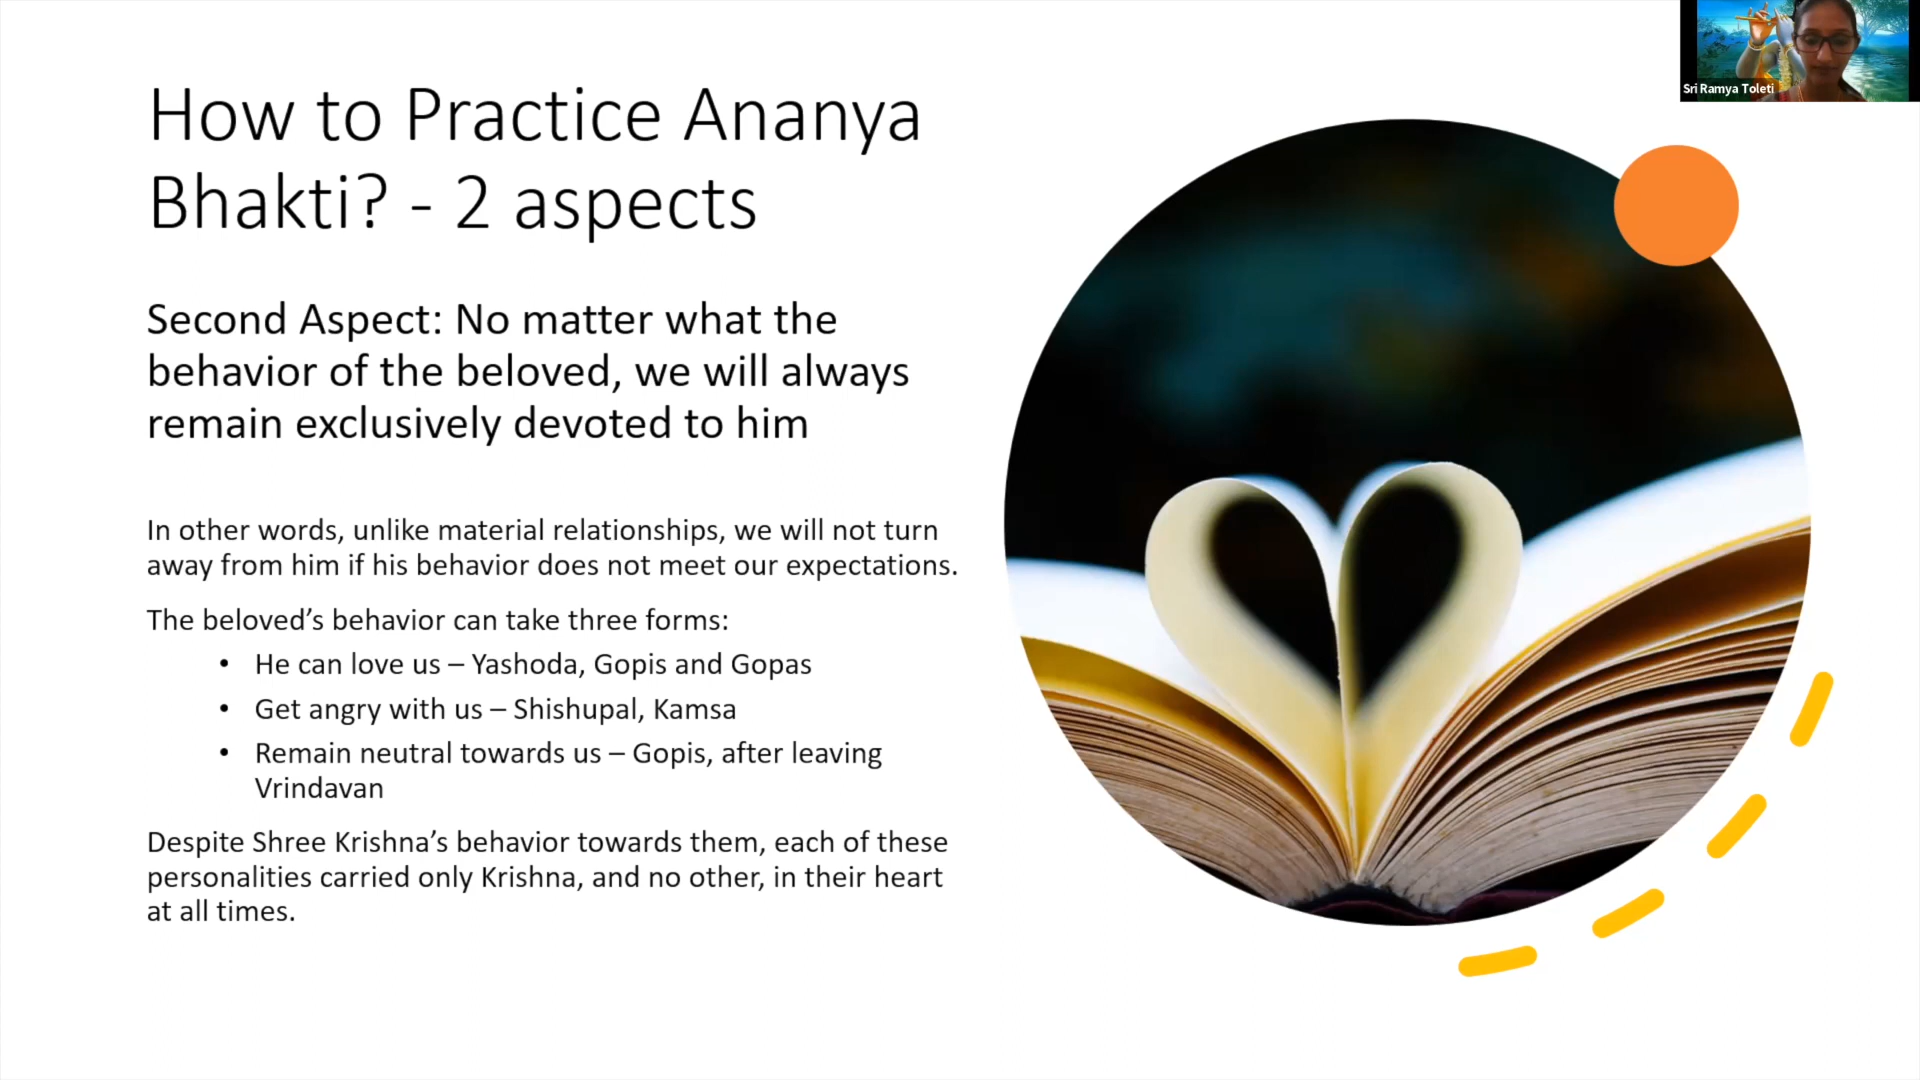 Sri Ramya Toleti
How to Practice Ananya
Bhakti? - 2 aspects
Second Aspect: No matter what the
behavior of the beloved, we will always
remain exclusively devoted to him
In other words, unlike material relationships, we will not turn
away from him if his behavior does not meet our expectations.
The beloved’s behavior can take three forms:
• He can love us – Yashoda, Gopis and Gopas
• Get angry with us – Shishupal, Kamsa
• Remain neutral towards us – Gopis, after leaving
Vrindavan
Despite Shree Krishna’s behavior towards them, each of these
personalities carried only Krishna, and no other, in their heart
at all times.